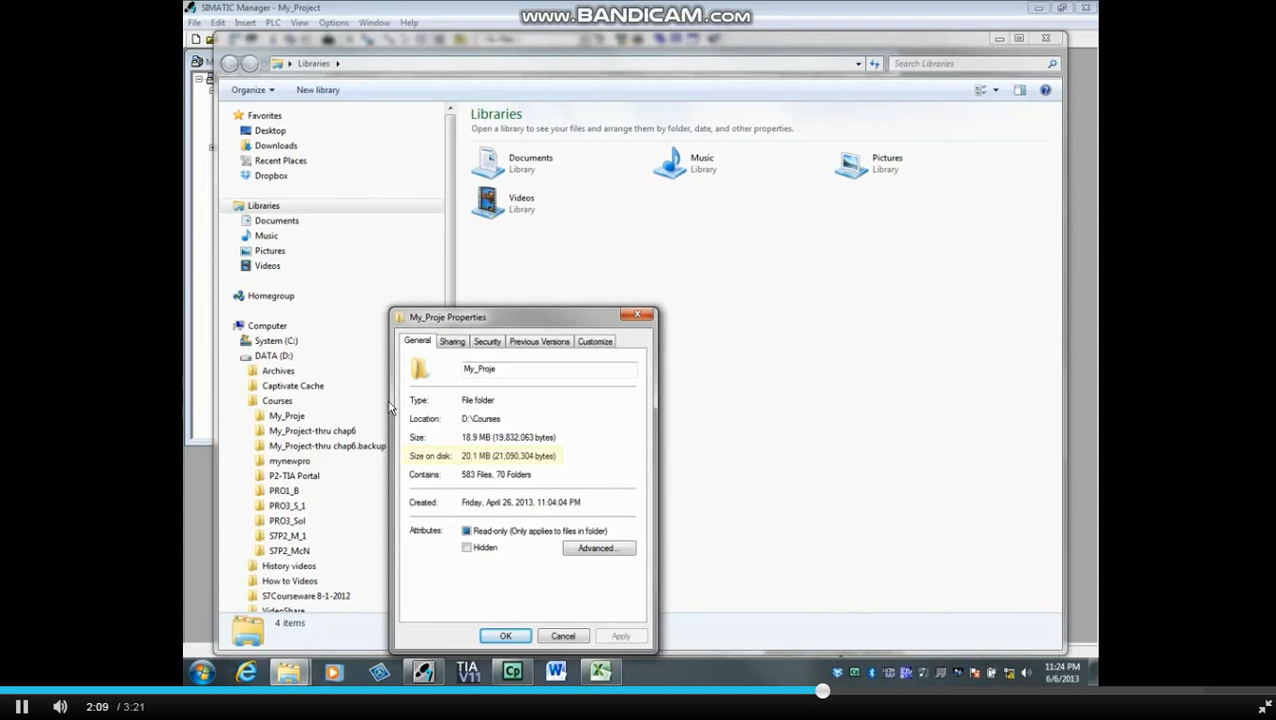 SIMATIC Manager - My_Project
www.BANDICAM.com
File Edit Insert PLC View Options Window Help
Libraries
Search Libraries
Organize New library
Favorites
Desktop
Downloads
Recent Places
Dropbox
Libraries
Documents
Music
Pictures
Videos
Homegroup
Computer
System (C:)
DATA (D:)
Archives
Captivate Cache
Courses
My_Proje
My_Project-thru chap6
My_Project-thru chap6.backup
mynewpro
P2-TIA Portal
PRO1_B
PRO3_S_1
PRO3_Sol
S7P2_M_1
S7P2_McN
History videos
How to Videos
S7Courseware 8-1-2012
VideoShare
Libraries
Open a library to see your files and arrange them by folder, date, and other properties.
Documents
Library
Music
Library
Pictures
Library
Videos
Library
My_Proje Properties
General Sharing Security Previous Versions Customize
My_Proje
Type: File folder
Location: D:\Courses
Size: 18.9 MB (19,832,063 bytes)
Size on disk: 20.1 MB (21,090,304 bytes)
Contains: 583 Files, 70 Folders
Created: Friday, April 26, 2013, 11:04:04 PM
Attributes: Read-only (Only applies to files in folder)
Hidden Advanced...
OK Cancel Apply
4 items
TIA
V11
Cp
11:24 PM
6/6/2013
2:09 / 3:21